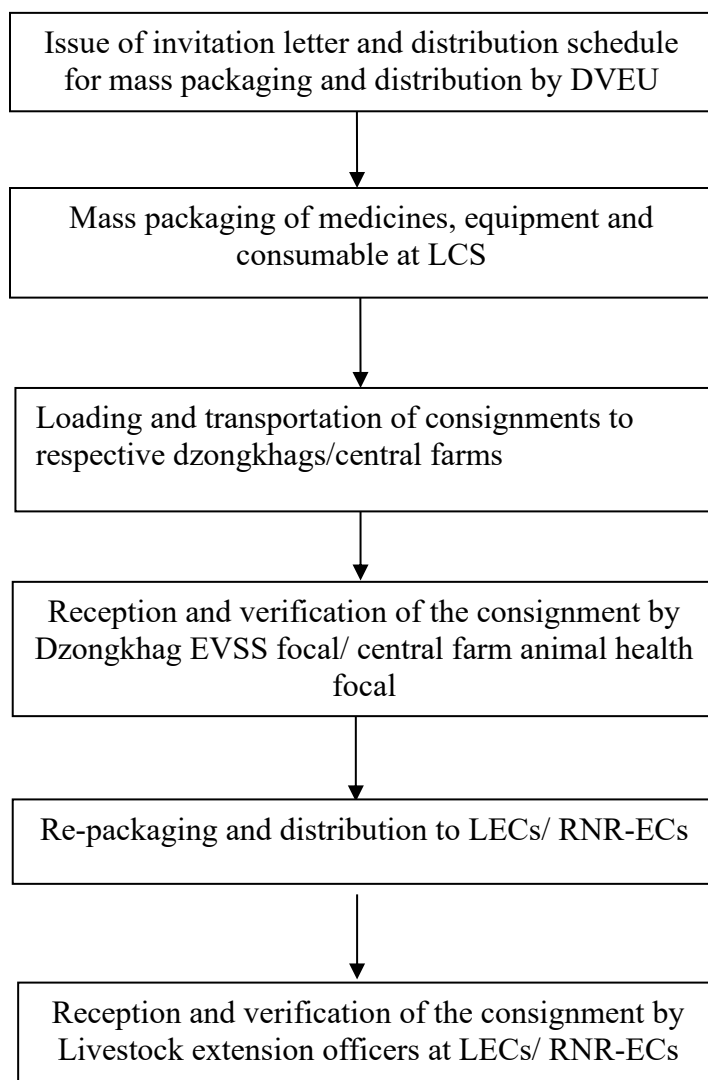 Issue of invitation letter and distribution schedule
for mass packaging and distribution by DVEU
Mass packaging of medicines, equipment and
consumable at LCS
Loading and transportation of consignments to
respective dzongkhags/central farms
Reception and verification of the consignment by
Dzongkhag EVSS focal/ central farm animal health
focal
Re-packaging and distribution to LECs/ RNR-ECs
Reception and verification of the consignment by
Livestock extension officers at LECs/ RNR-ECs